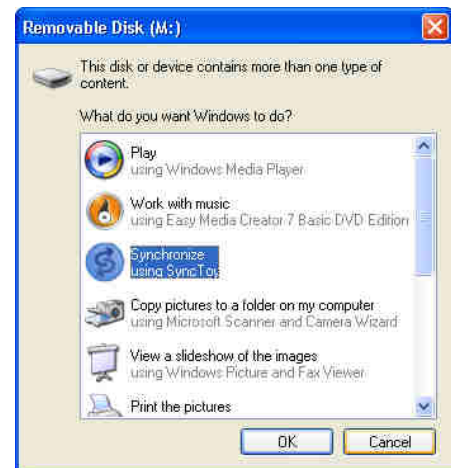 Removable Disk (M:)
This disk or device contains more than one type of
content.
What do you want Windows to do?
Play
using Windows Media Player
Work with music
using Easy Media Creator 7 Basic DVD Edition
Synchronize
using SyncToy
Copy pictures to a folder on my computer
using Microsoft Scanner and Camera Wizard
View a slideshow of the images
using Windows Picture and Fax Viewer
Print the pictures
OK
Cancel